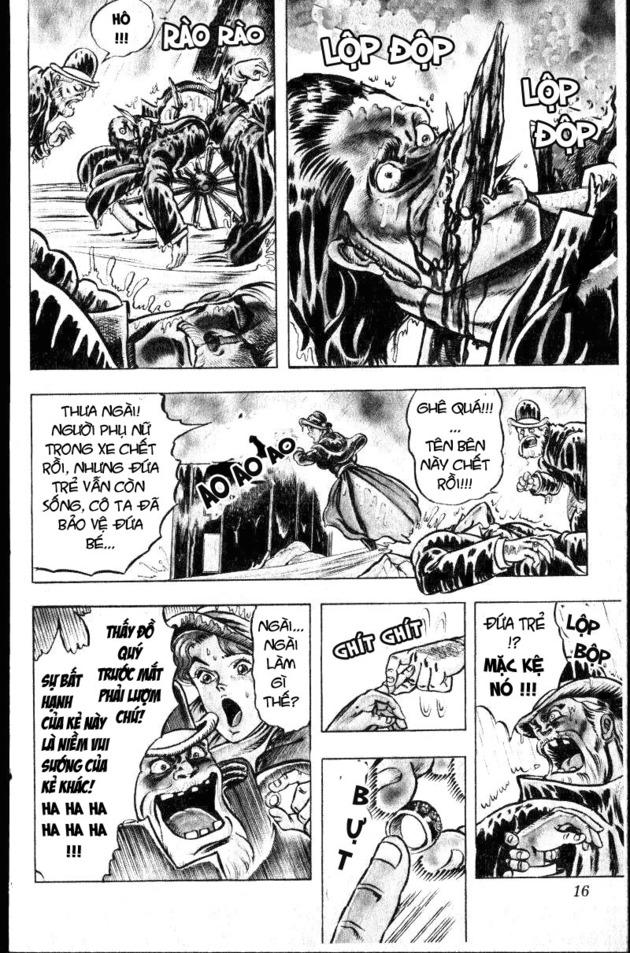 LỘP ĐỘP
LỘP
ĐỘP
RÀO RÀO
HÔ
!!!
GHÊ QUÁ!!!
...
TÊN BÊN
NÀY CHẾT
RỒI!!!!
ÀO ÀO ÀO
THƯA NGÀI!
NGƯỜI PHỤ NỮ
TRONG XE CHẾT
RỒI, NHƯNG ĐỨA
TRẺ VẪN CÒN
SỐNG, CÔ TA ĐÃ
BẢO VỆ ĐỨA
BÉ...
ĐỨA TRẺ
!?
MẶC KỆ
NÓ !!!
LỘP
BỘP
GHÍT GHÍT
BỰT
NGÀI...
NGÀI
LÀM
GÌ
THẾ?
THẤY ĐỒ
QUÝ
TRƯỚC MẮT
PHẢI LƯỢM
CHỨ!
SỰ BẤT
HẠNH
CỦA KẺ NÀY
LÀ NIỀM VUI
SƯỚNG CỦA
KẺ KHÁC!
HA HA HA
HA HA HA
!!!
16